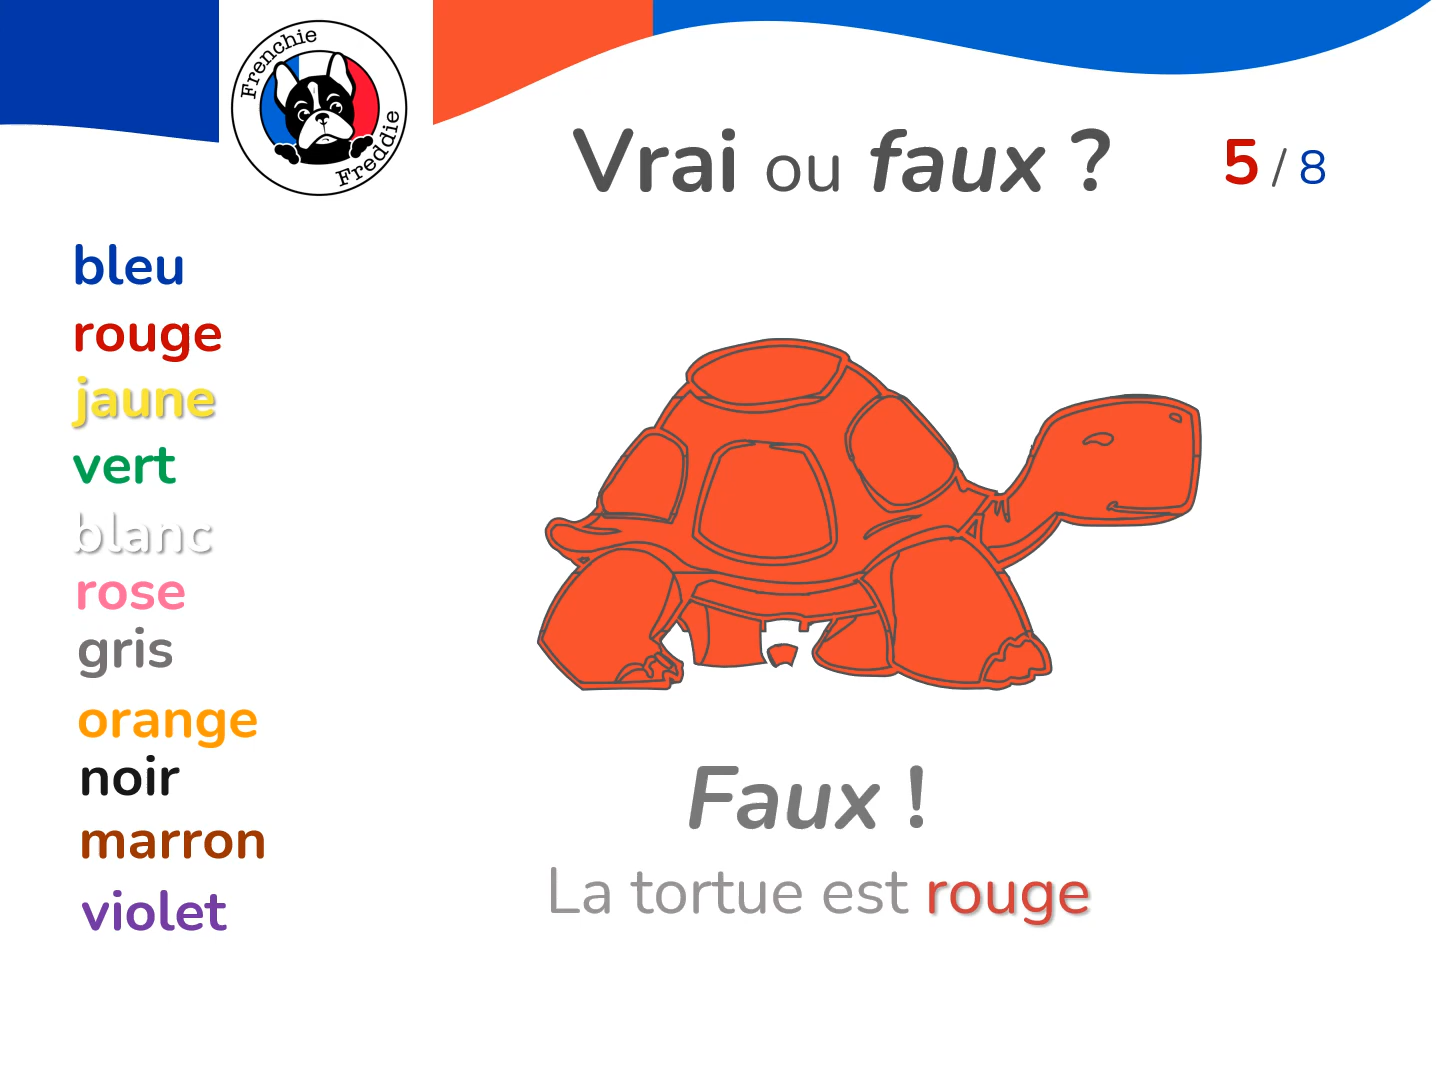 Frenchie
Freddie
Vrai ou faux ?
5 / 8
bleu
rouge
jaune
vert
blanc
rose
gris
orange
noir
marron
violet
Faux !
La tortue est rouge